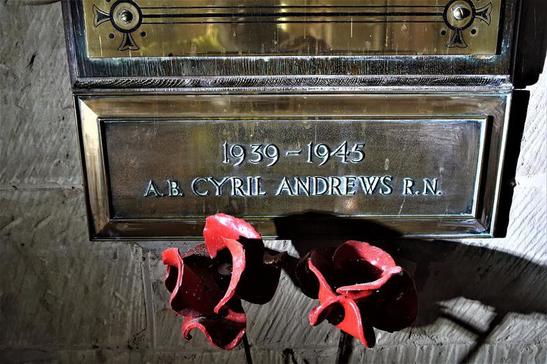 1939 – 1945
A.B. CYRIL ANDREWS R.N.